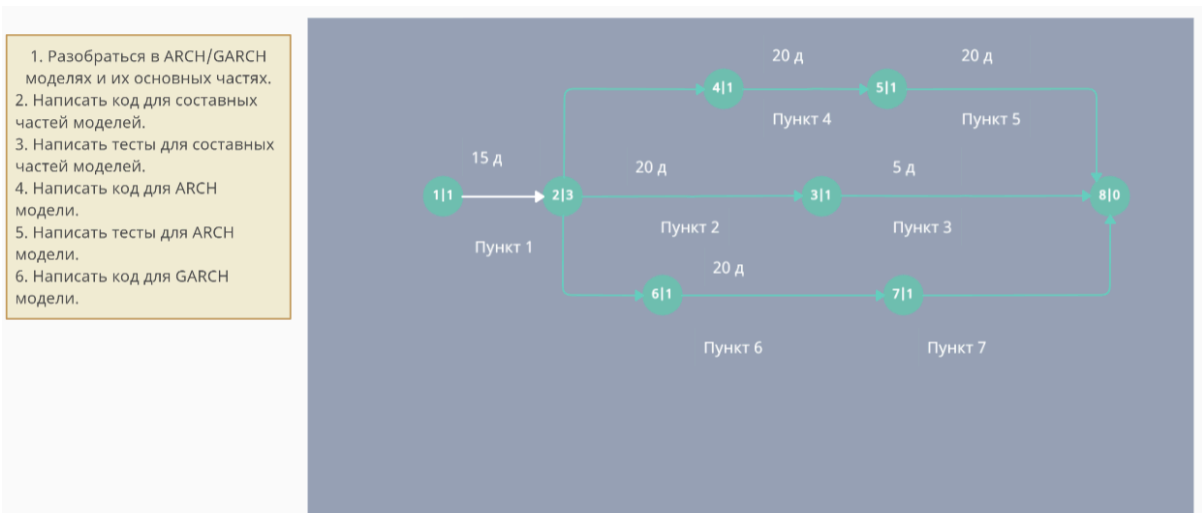 1. Разобраться в ARCH/GARCH
моделях и их основных частях.
2. Написать код для составных
частей моделей.
3. Написать тесты для составных
частей моделей.
4. Написать код для ARCH
модели.
5. Написать тесты для ARCH
модели.
6. Написать код для GARCH
модели.
20 д
20 д
4|1
5|1
Пункт 4
Пункт 5
15 д
20 д
5 д
1|1
2|3
3|1
8|0
Пункт 1
Пункт 2
Пункт 3
20 д
6|1
7|1
Пункт 6
Пункт 7